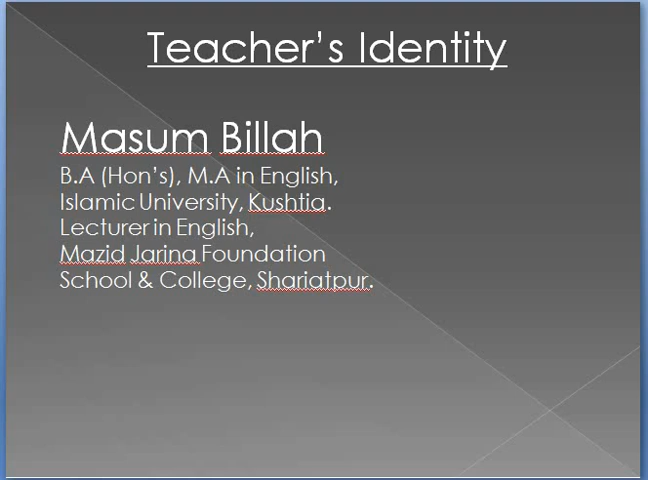 Teacher's Identity
Masum Billah
B.A (Hon's), M.A in English,
Islamic University, Kushtia.
Lecturer in English,
Mazid Jarina Foundation
School & College, Shariatpur.